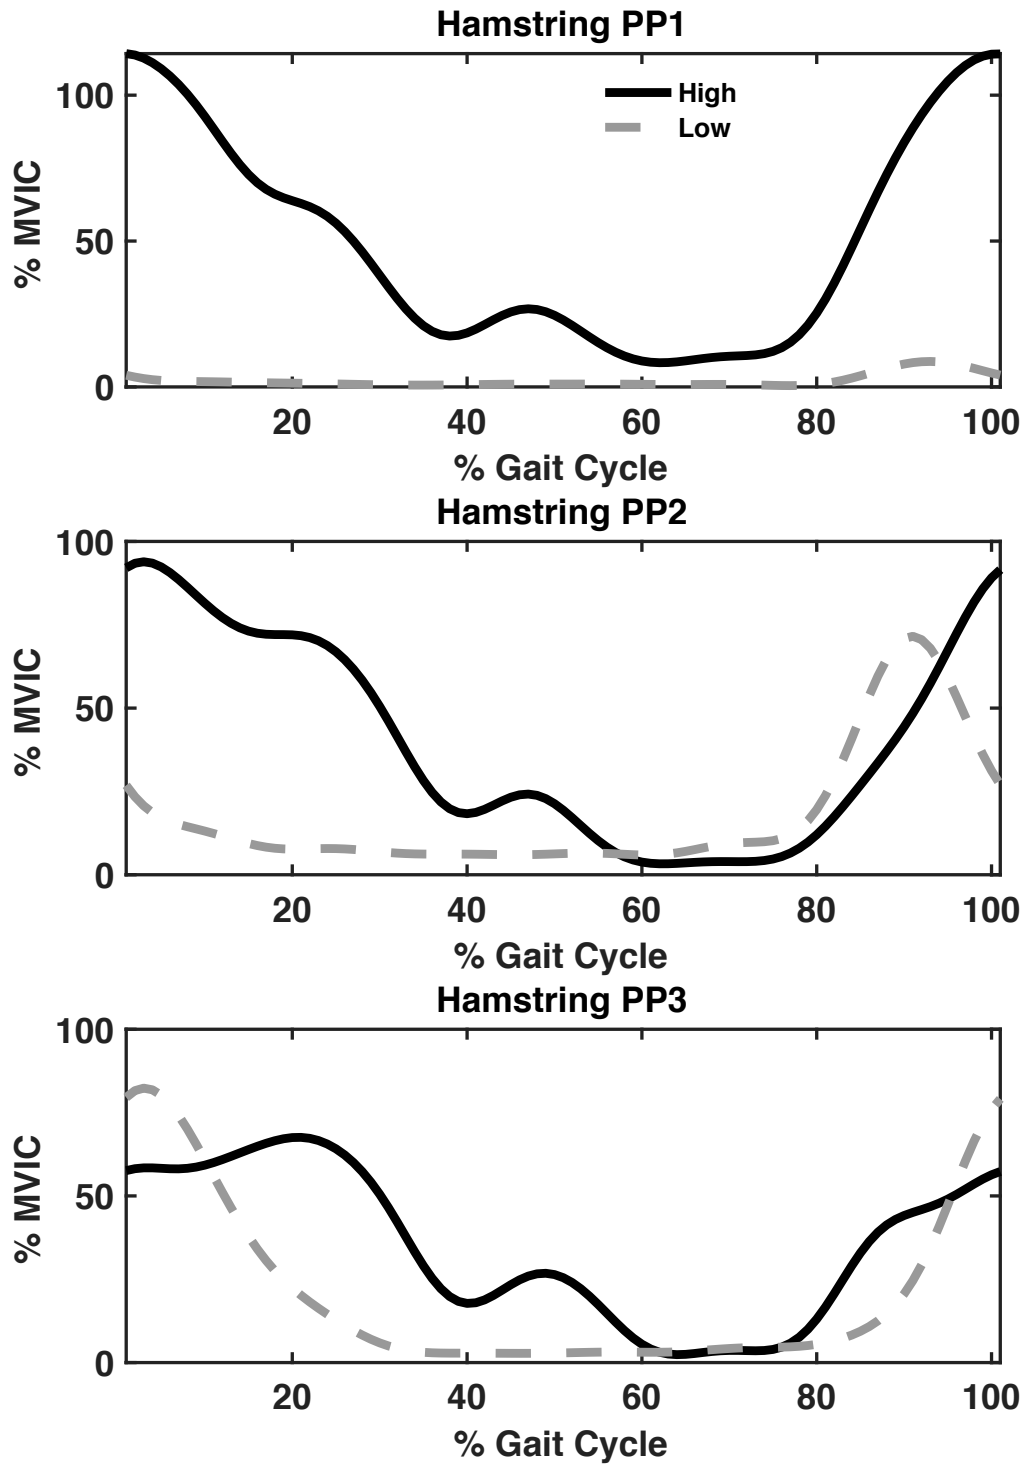 Hamstring PP1
% MVIC
100
50
0
High
Low
20 40 60 80 100
% Gait Cycle
Hamstring PP2
% MVIC
100
50
0
20 40 60 80 100
% Gait Cycle
Hamstring PP3
% MVIC
100
50
0
20 40 60 80 100
% Gait Cycle